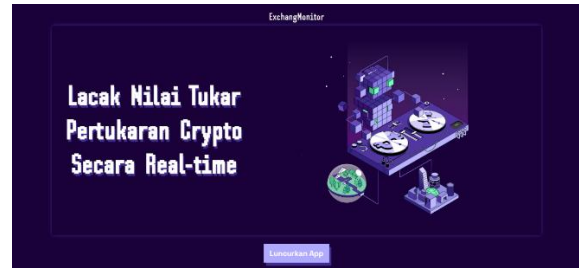 ExchangMonitor
Lacak Nilai Tukar
Pertukaran Crypto
Secara Real-time
Luncurkan App